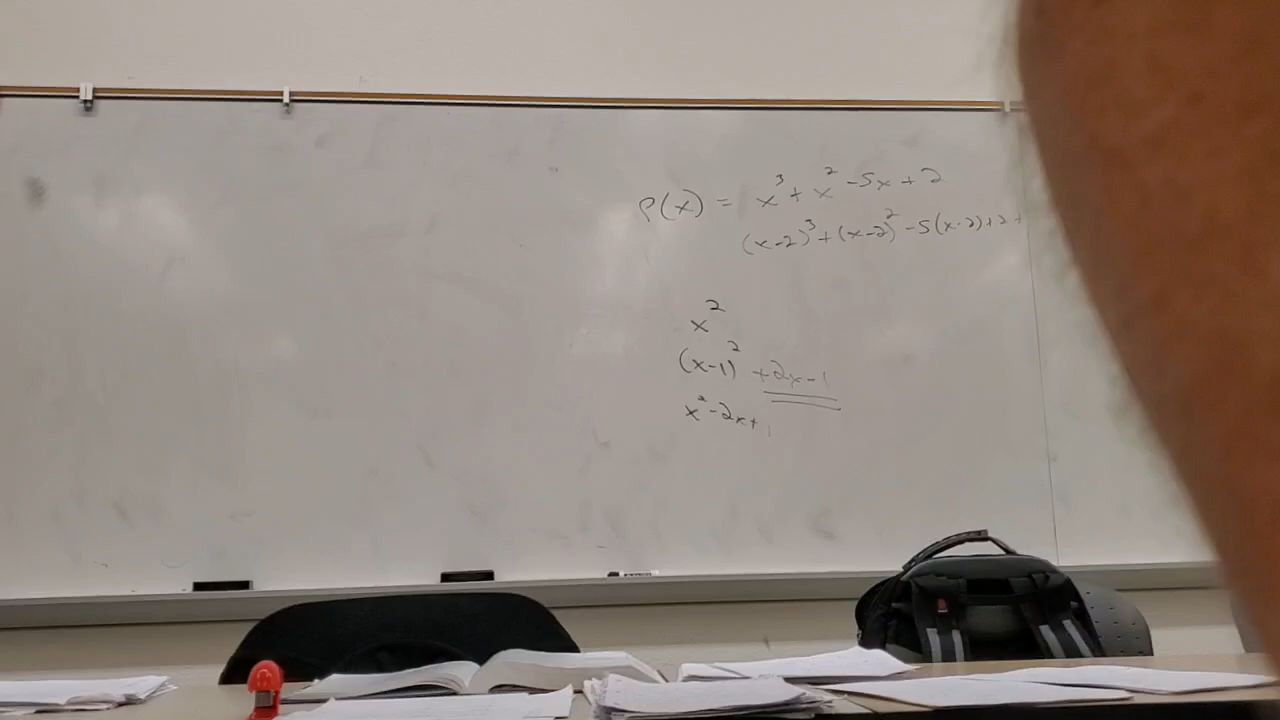 P(x) = x³ + x² - 5x + 2
(x-2)³ + (x-2)² - 5(x-2) + 2 +
x²
(x-1)² + 2x - 1
x² - 2x + 1